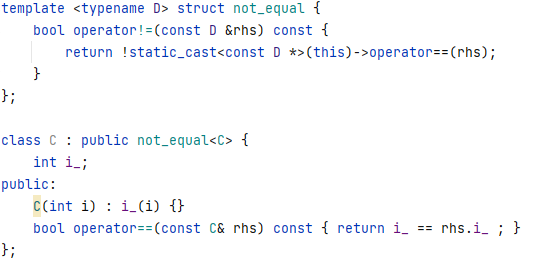 template <typename D> struct not_equal {
    bool operator!=(const D &rhs) const {
        return !static_cast<const D *>(this)->operator==(rhs);
    }
};

class C : public not_equal<C> {
    int i_;
public:
    C(int i) : i_(i) {}
    bool operator==(const C& rhs) const { return i_ == rhs.i_ ; }
};